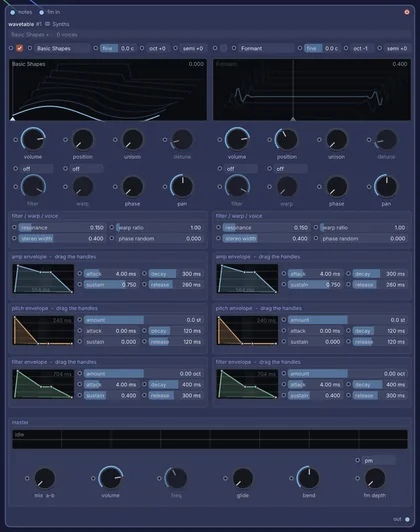 notes fm in
wavetable #1 Synths
Basic Shapes 0 voices
Basic Shapes fine 0.0 c oct +0 semi +0 Formant fine 0.0 c oct -1 semi +0
Basic Shapes 0.000 Formant 0.400
volume position unison detune volume position unison detune
off off off off
filter warp phase pan filter warp phase pan
filter / warp / voice filter / warp / voice
resonance 0.150 warp ratio 1.00 resonance 0.150 warp ratio 1.00
stereo width 0.400 phase random 0.000 stereo width 0.400 phase random 0.000
amp envelope - drag the handles amp envelope - drag the handles
attack 4.00 ms decay 300 ms attack 4.00 ms decay 300 ms
sustain 0.750 release 260 ms sustain 0.750 release 260 ms
pitch envelope - drag the handles pitch envelope - drag the handles
240 ms amount 0.0 st 240 ms amount 0.0 st
attack 0.00 ms decay 120 ms attack 0.00 ms decay 120 ms
sustain 0.000 release 120 ms sustain 0.000 release 120 ms
filter envelope - drag the handles filter envelope - drag the handles
704 ms amount 0.00 oct 704 ms amount 0.00 oct
attack 4.00 ms decay 400 ms attack 4.00 ms decay 400 ms
sustain 0.400 release 300 ms sustain 0.400 release 300 ms
master
idle
pm
mix a-b volume freq glide bend fm depth
out